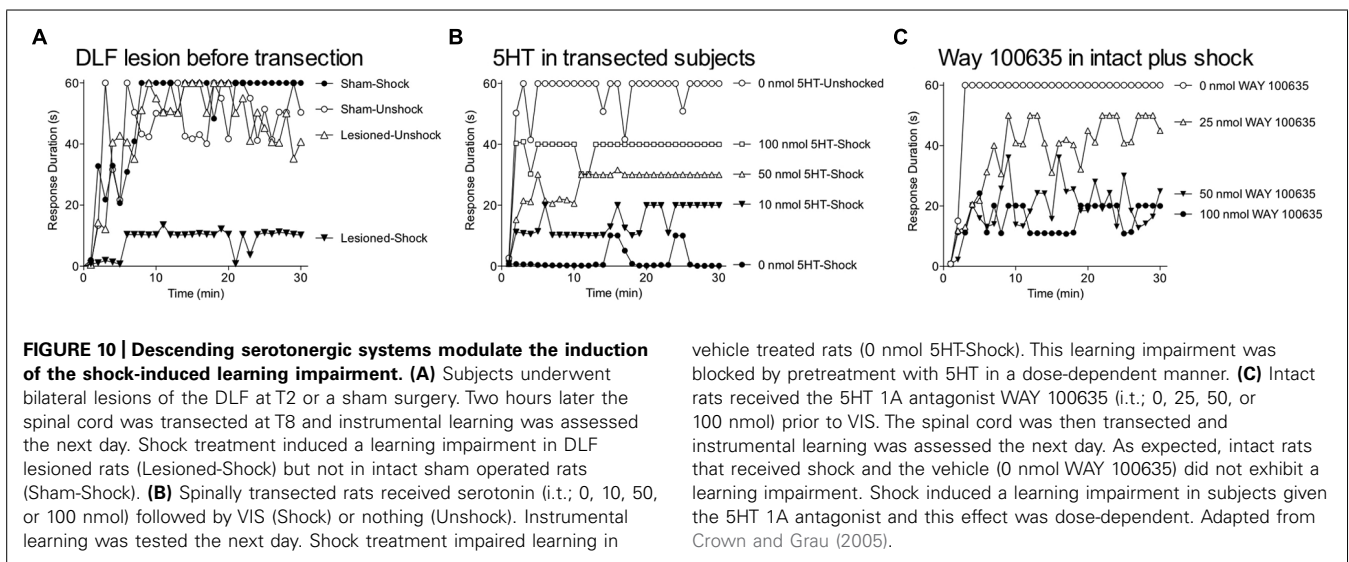 A
DLF lesion before transection
Response Duration (s)
60
40
20
0
0
10
20
30
Time (min)
Sham-Shock
Sham-Unshock
Lesioned-Unshock
Lesioned-Shock
B
5HT in transected subjects
Response Duration (s)
60
40
20
0
0
10
20
30
Time (min)
0 nmol 5HT-Unshocked
100 nmol 5HT-Shock
50 nmol 5HT-Shock
10 nmol 5HT-Shock
0 nmol 5HT-Shock
C
Way 100635 in intact plus shock
Response Duration (s)
60
40
20
0
0
10
20
30
Time (min)
0 nmol WAY 100635
25 nmol WAY 100635
50 nmol WAY 100635
100 nmol WAY 100635
FIGURE 10 | Descending serotonergic systems modulate the induction
of the shock-induced learning impairment. (A) Subjects underwent
bilateral lesions of the DLF at T2 or a sham surgery. Two hours later the
spinal cord was transected at T8 and instrumental learning was assessed
the next day. Shock treatment induced a learning impairment in DLF
lesioned rats (Lesioned-Shock) but not in intact sham operated rats
(Sham-Shock). (B) Spinally transected rats received serotonin (i.t.; 0, 10, 50,
or 100 nmol) followed by VIS (Shock) or nothing (Unshock). Instrumental
learning was tested the next day. Shock treatment impaired learning in
vehicle treated rats (0 nmol 5HT-Shock). This learning impairment was
blocked by pretreatment with 5HT in a dose-dependent manner. (C) Intact
rats received the 5HT 1A antagonist WAY 100635 (i.t.; 0, 25, 50, or
100 nmol) prior to VIS. The spinal cord was then transected and
instrumental learning was assessed the next day. As expected, intact rats
that received shock and the vehicle (0 nmol WAY 100635) did not exhibit a
learning impairment. Shock induced a learning impairment in subjects given
the 5HT 1A antagonist and this effect was dose-dependent. Adapted from
Crown and Grau (2005).